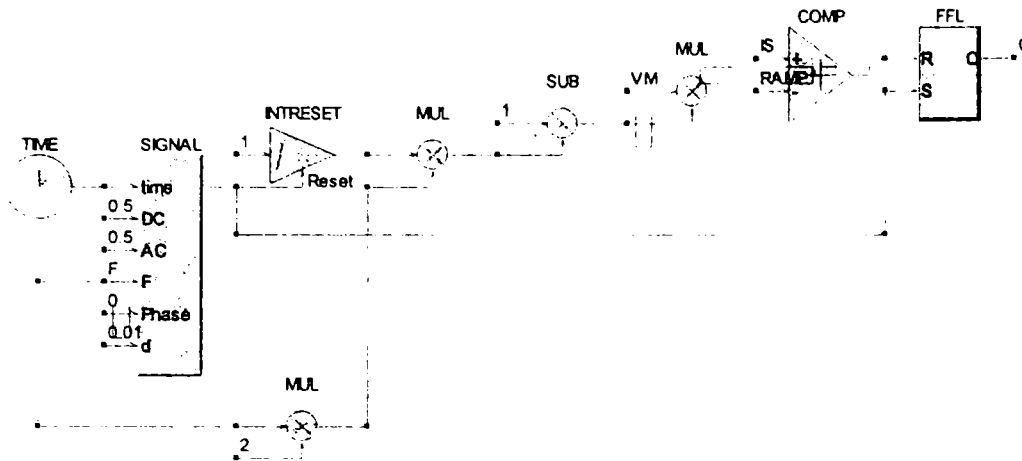 COMP
FFL
MUL
IS
R
Q
VM
RAMP
S
SUB
1
INTRESET
MUL
1
Reset
TIME
SIGNAL
time
0.5
DC
0.5
AC
F
F
0
Phase
0.01
d
MUL
2